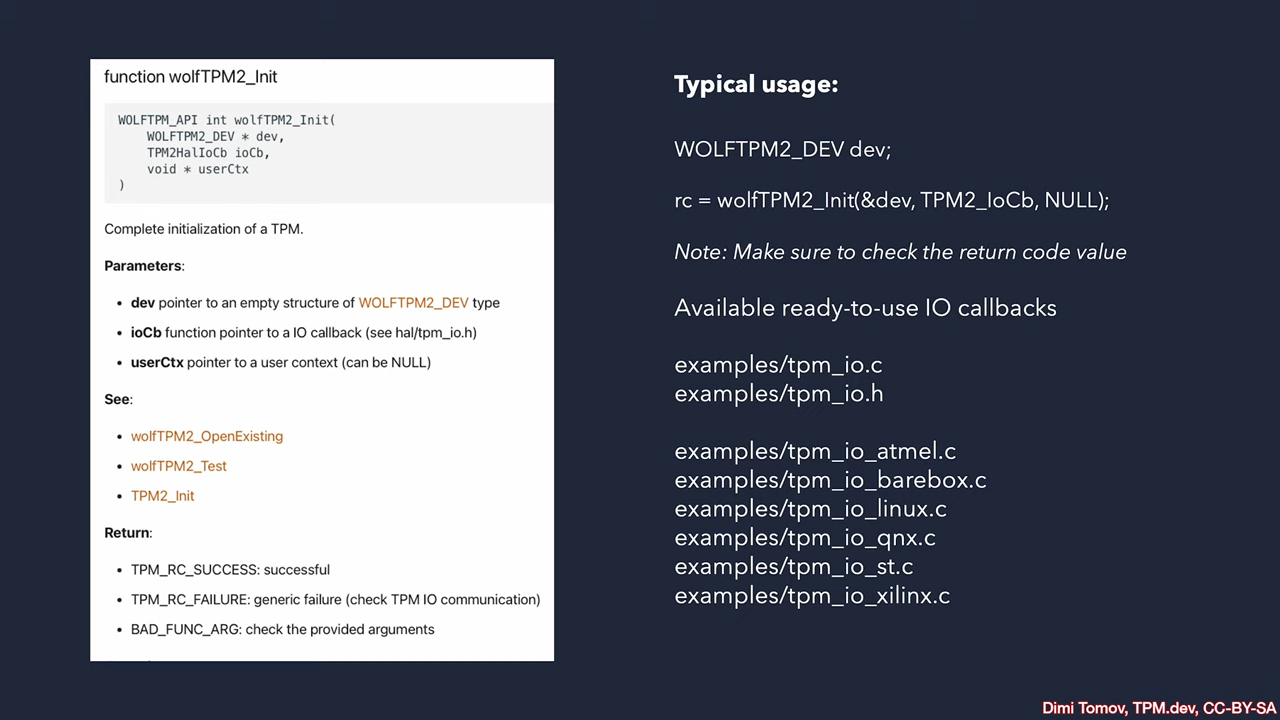 function wolfTPM2_Init
WOLFTPM_API int wolfTPM2_Init(
WOLFTPM2_DEV * dev,
TPM2HalIoCb ioCb,
void * userCtx
)
Complete initialization of a TPM.
Parameters:
• dev pointer to an empty structure of WOLFTPM2_DEV type
• ioCb function pointer to a IO callback (see hal/tpm_io.h)
• userCtx pointer to a user context (can be NULL)
See:
• wolfTPM2_OpenExisting
• wolfTPM2_Test
• TPM2_Init
Return:
• TPM_RC_SUCCESS: successful
• TPM_RC_FAILURE: generic failure (check TPM IO communication)
• BAD_FUNC_ARG: check the provided arguments
Typical usage:
WOLFTPM2_DEV dev;
rc = wolfTPM2_Init(&dev, TPM2_IoCb, NULL);
Note: Make sure to check the return code value
Available ready-to-use IO callbacks
examples/tpm_io.c
examples/tpm_io.h
examples/tpm_io_atmel.c
examples/tpm_io_barebox.c
examples/tpm_io_linux.c
examples/tpm_io_qnx.c
examples/tpm_io_st.c
examples/tpm_io_xilinx.c
Dimi Tomov, TPM.dev, CC-BY-SA